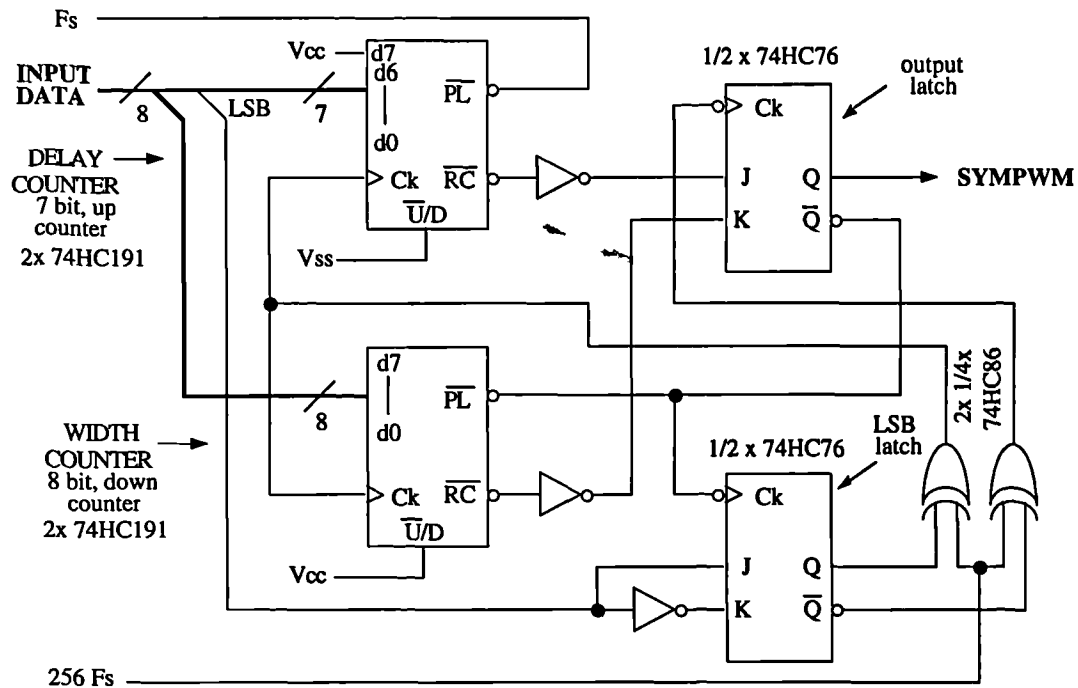 Fs
Vcc
d7
d6
d0
PL
RC
Ck
U/D
Vss
INPUT
DATA
8
LSB
7
DELAY
COUNTER
7 bit, up
counter
2x 74HC191
1/2 x 74HC76
output
latch
Ck
J
Q
K
Q
SYMPWM
d7
d0
PL
8
Ck
RC
U/D
Vcc
WIDTH
COUNTER
8 bit, down
counter
2x 74HC191
1/2 x 74HC76
LSB
latch
Ck
J
Q
K
Q
2x 1/4x
74HC86
256 Fs